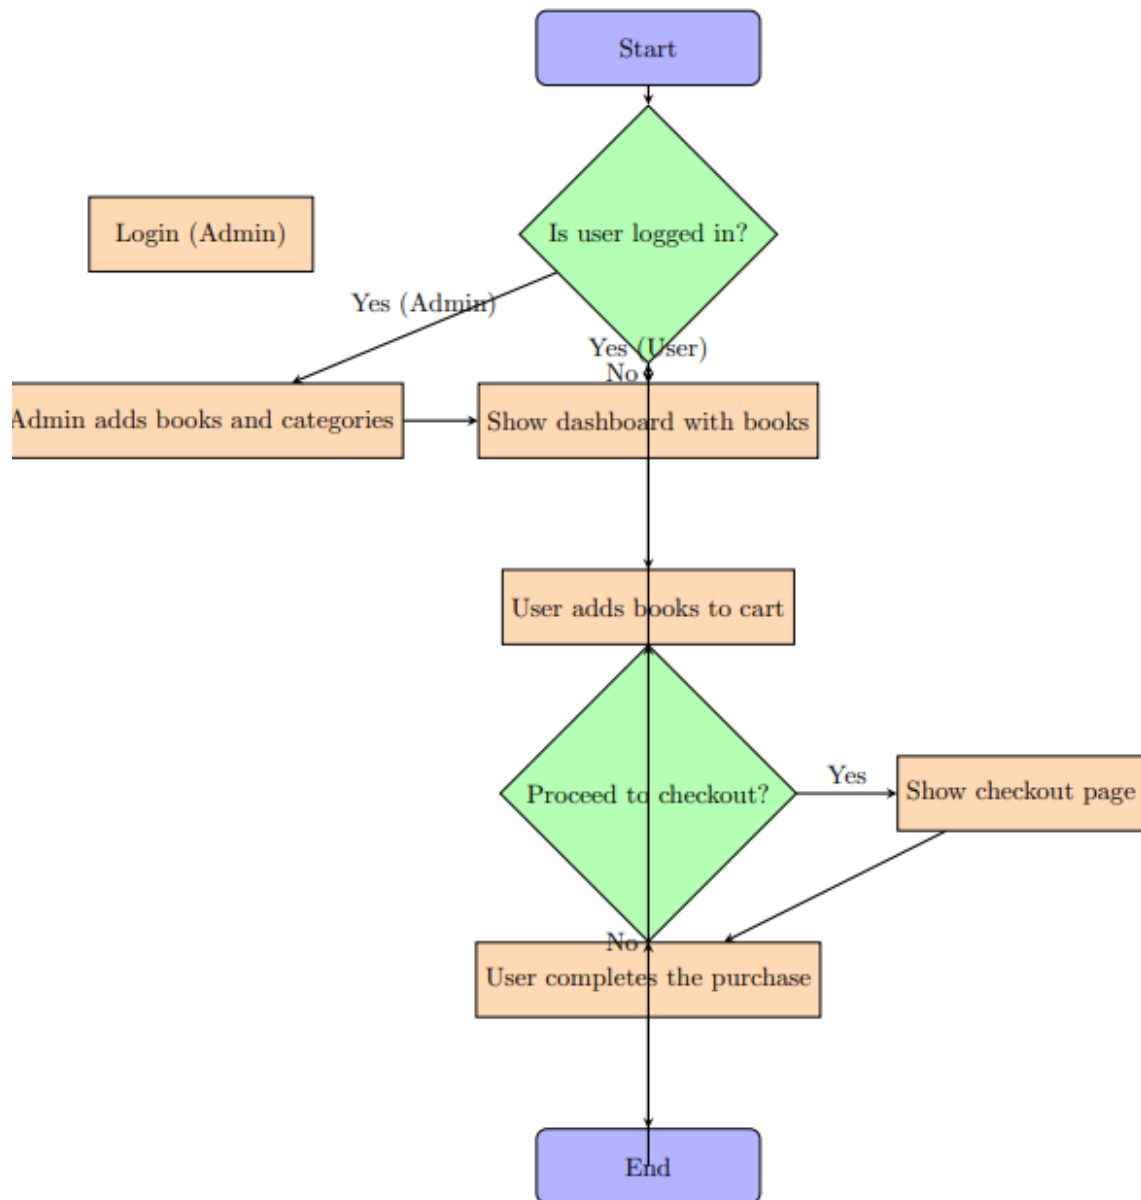 Start
Is user logged in?
Login (Admin)
Yes (Admin)
Yes (User)
No
Admin adds books and categories
Show dashboard with books
User adds books to cart
Proceed to checkout?
Yes
Show checkout page
No
User completes the purchase
End